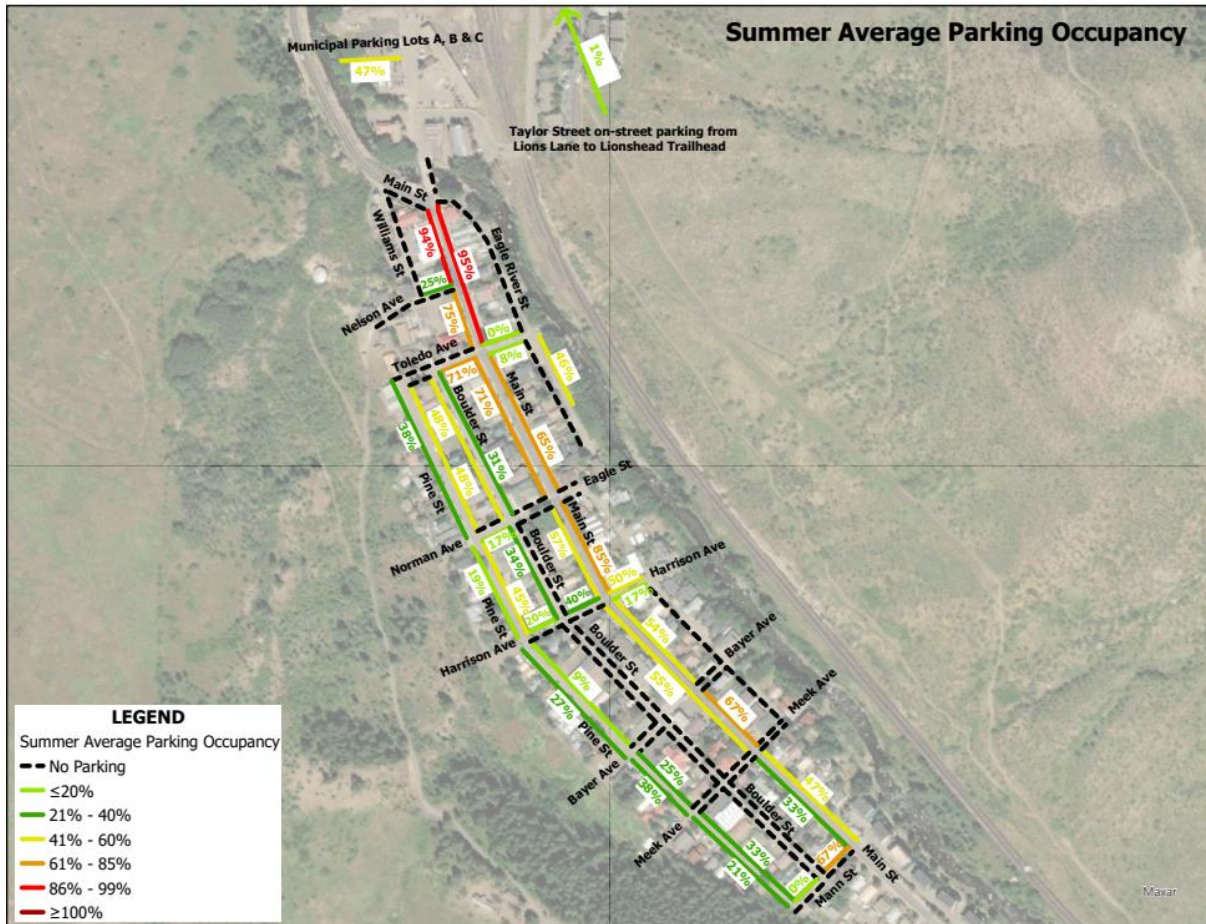 Summer Average Parking Occupancy
Municipal Parking Lots A, B & C
47%
1%
Taylor Street on-street parking from
Lions Lane to Lionshead Trailhead
Main St
Williams St
94%
95%
Eagle River St
25%
Nelson Ave
75%
0%
Toledo Ave
8%
46%
71%
71%
Main St
Boulder St
38%
48%
65%
31%
48%
Pine St
Eagle St
Main St
57%
Norman Ave
17%
34%
Boulder St
85%
Harrison Ave
50%
19%
45%
40%
17%
Pine St
20%
54%
Harrison Ave
Boulder St
Bayer Ave
9%
55%
27%
67%
Meek Ave
Pine St
Bayer Ave
25%
38%
47%
33%
Boulder St
Meek Ave
33%
67%
Main St
21%
0%
Mann St
LEGEND
Summer Average Parking Occupancy
No Parking
≤20%
21% - 40%
41% - 60%
61% - 85%
86% - 99%
≥100%
Maxar